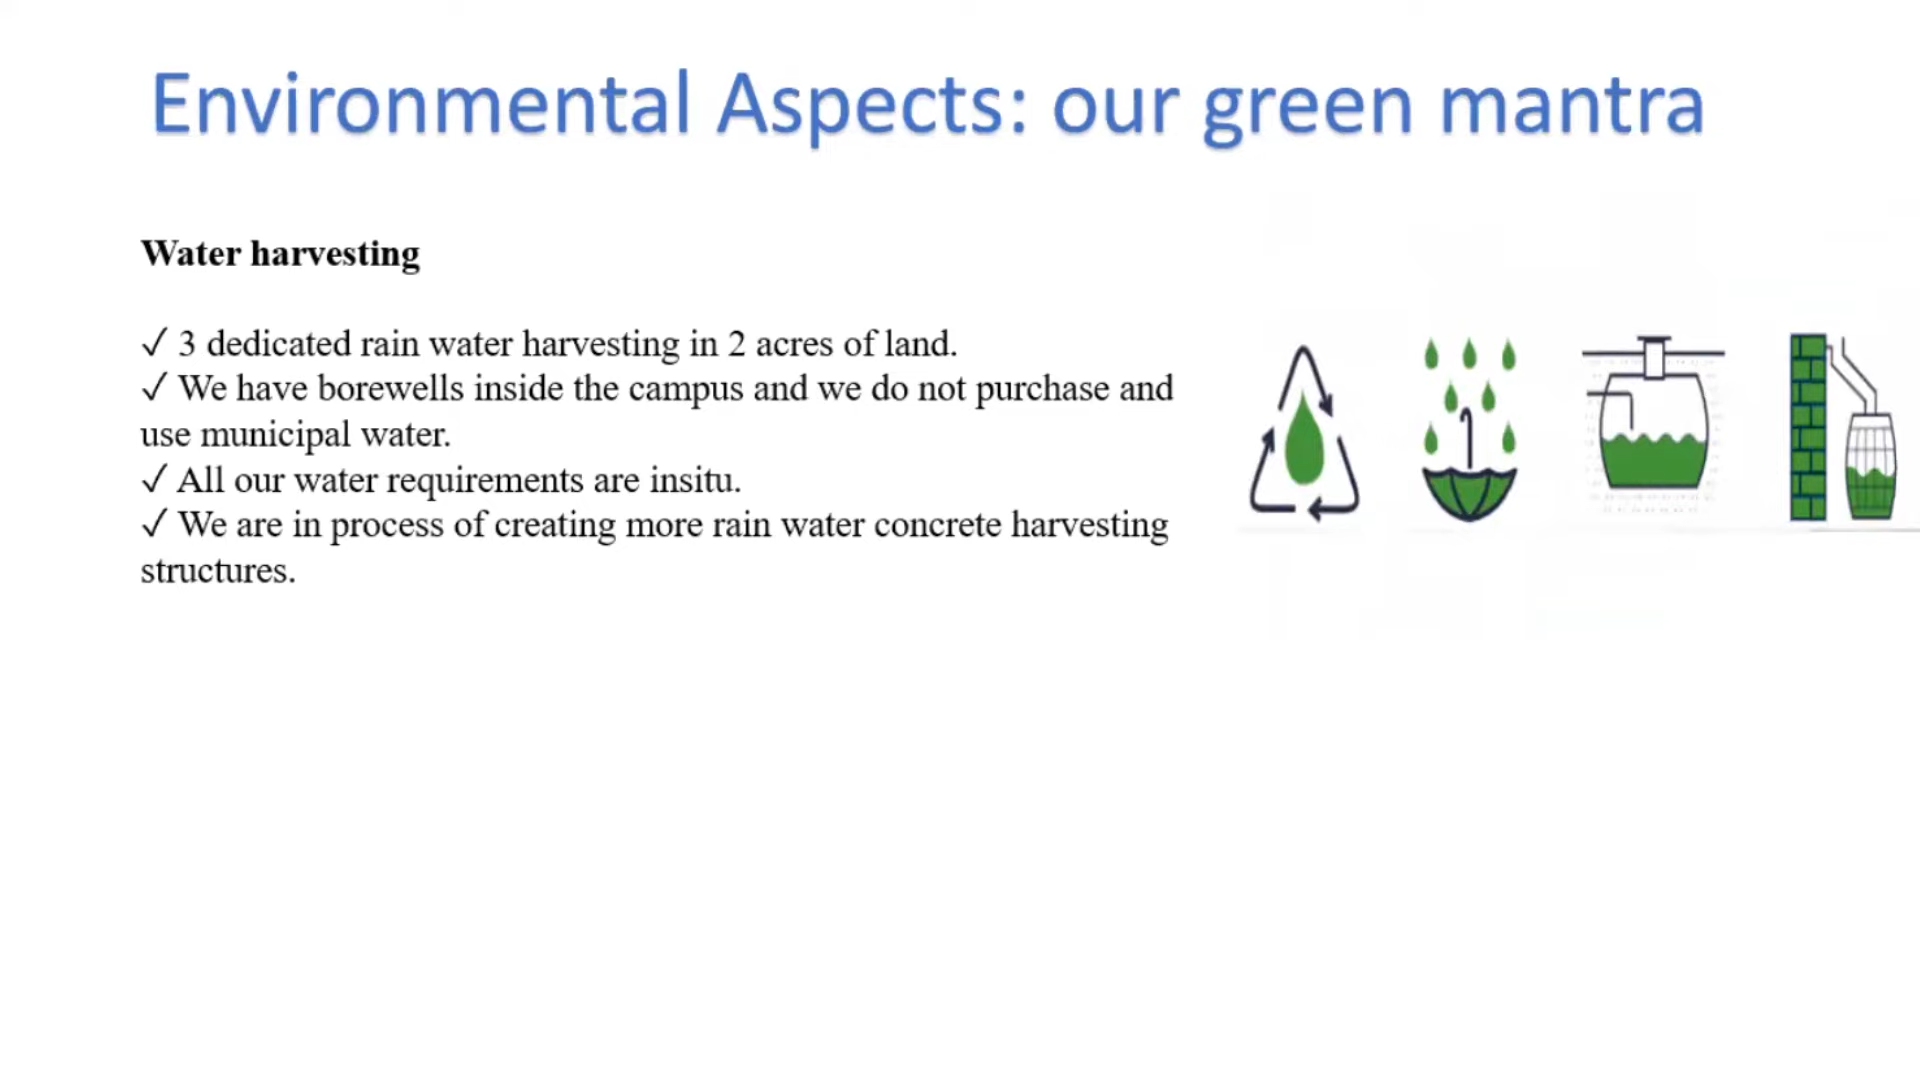 Environmental Aspects: our green mantra
Water harvesting
✓ 3 dedicated rain water harvesting in 2 acres of land.
✓ We have borewells inside the campus and we do not purchase and
use municipal water.
✓ All our water requirements are insitu.
✓ We are in process of creating more rain water concrete harvesting
structures.